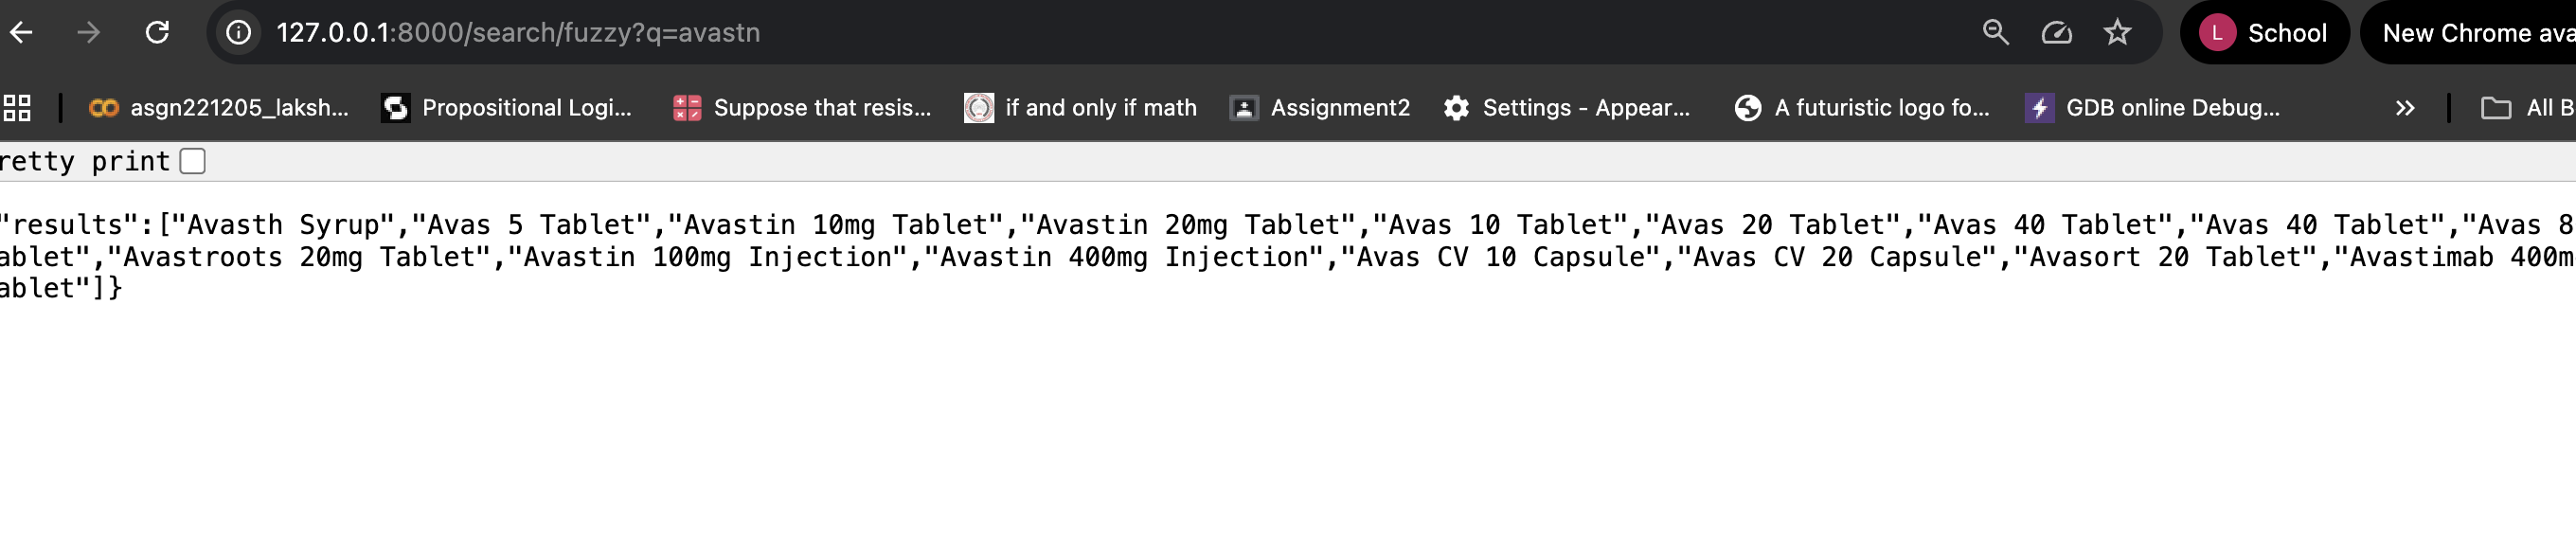 127.0.0.1:8000/search/fuzzy?q=avastn
L School
New Chrome ava
asgn221205_laksh...
Propositional Logi...
Suppose that resis...
if and only if math
Assignment2
Settings - Appear...
A futuristic logo fo...
GDB online Debug...
All B
retty print
"results":["Avasth Syrup","Avas 5 Tablet","Avastin 10mg Tablet","Avastin 20mg Tablet","Avas 10 Tablet","Avas 20 Tablet","Avas 40 Tablet","Avas 40 Tablet","Avas 8
ablet","Avastroots 20mg Tablet","Avastin 100mg Injection","Avastin 400mg Injection","Avas CV 10 Capsule","Avas CV 20 Capsule","Avasort 20 Tablet","Avastimab 400m
ablet"]}